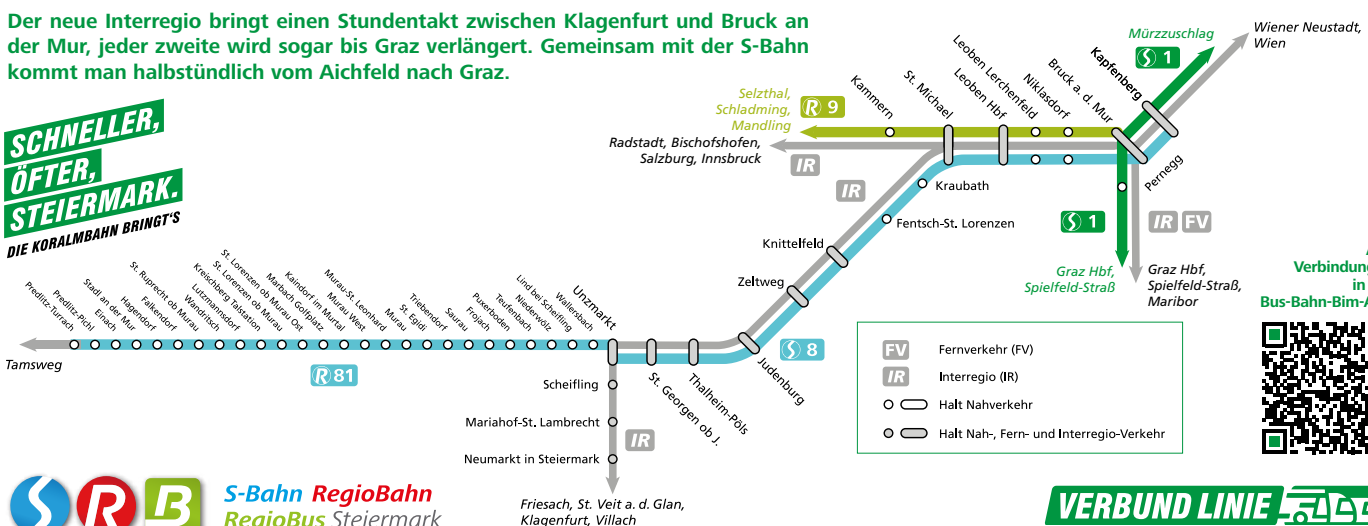 Der neue Interregio bringt einen Stundentakt zwischen Klagenfurt und Bruck an
der Mur, jeder zweite wird sogar bis Graz verlängert. Gemeinsam mit der S-Bahn
kommt man halbstündlich vom Aichfeld nach Graz.
SCHNELLER,
ÖFTER,
STEIERMARK.
DIE KORALMBAHN BRINGT'S
Selzthal,
Schladming,
Mandling
R 9
Radstadt, Bischofshofen,
Salzburg, Innsbruck
IR
IR
Kammern
St. Michael
Leoben Hbf
Leoben Lerchenfeld
Niklasdorf
Bruck a. d. Mur
Kapfenberg
Mürzzuschlag
S 1
Wiener Neustadt,
Wien
Pernegg
S 1
IR FV
Graz Hbf,
Spielfeld-Straß
Graz Hbf,
Spielfeld-Straß,
Maribor
Kraubath
Fentsch-St. Lorenzen
Knittelfeld
Zeltweg
Judenburg
Thalheim-Pöls
St. Georgen ob J.
S 8
Unzmarkt
Wallersbach
Lind bei Scheifling
Niederwölz
Teufenbach
Puxerboden
Frojach
Saurau
Triebendorf
St. Egidi
Murau
Murau-St. Leonhard
Murau West
Kaindorf im Murtal
Marbach Golfplatz
St. Lorenzen ob Murau Ost
St. Lorenzen ob Murau
Kreischberg Talstation
Lutzmannsdorf
Wandritsch
St. Ruprecht ob Murau
Falkendorf
Hagendorf
Stadl an der Mur
Einach
Predlitz-Pichl
Predlitz-Turrach
Tamsweg
R 81
Scheifling
Mariahof-St. Lambrecht
Neumarkt in Steiermark
IR
Friesach, St. Veit a. d. Glan,
Klagenfurt, Villach
FV Fernverkehr (FV)
IR Interregio (IR)
Halt Nahverkehr
Halt Nah-, Fern- und Interregio-Verkehr
Verbindung
in
Bus-Bahn-Bim-A
S R B
S-Bahn RegioBahn
RegioBus Steiermark
VERBUND LINIE